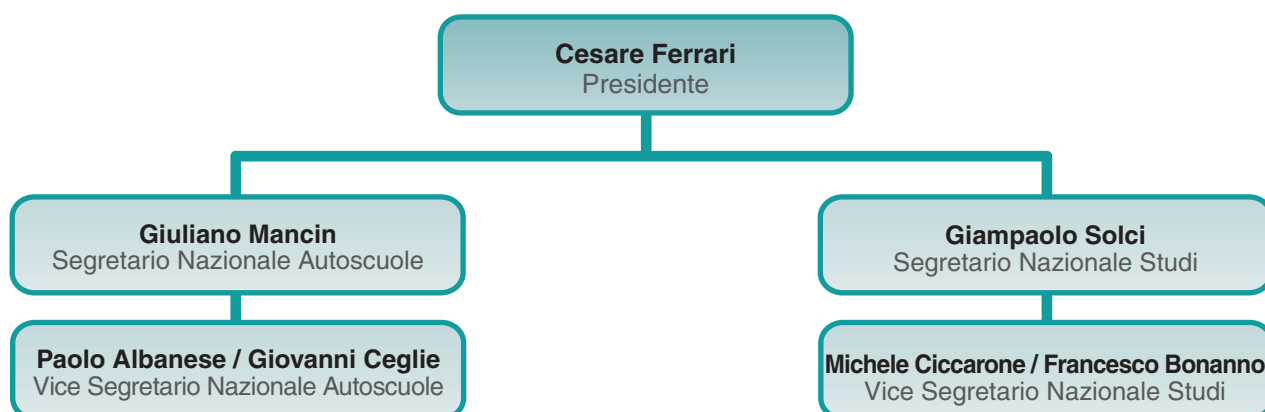 Cesare Ferrari
Presidente
Giuliano Mancin
Segretario Nazionale Autoscuole
Giampaolo Solci
Segretario Nazionale Studi
Paolo Albanese / Giovanni Ceglie
Vice Segretario Nazionale Autoscuole
Michele Ciccarone / Francesco Bonanno
Vice Segretario Nazionale Studi